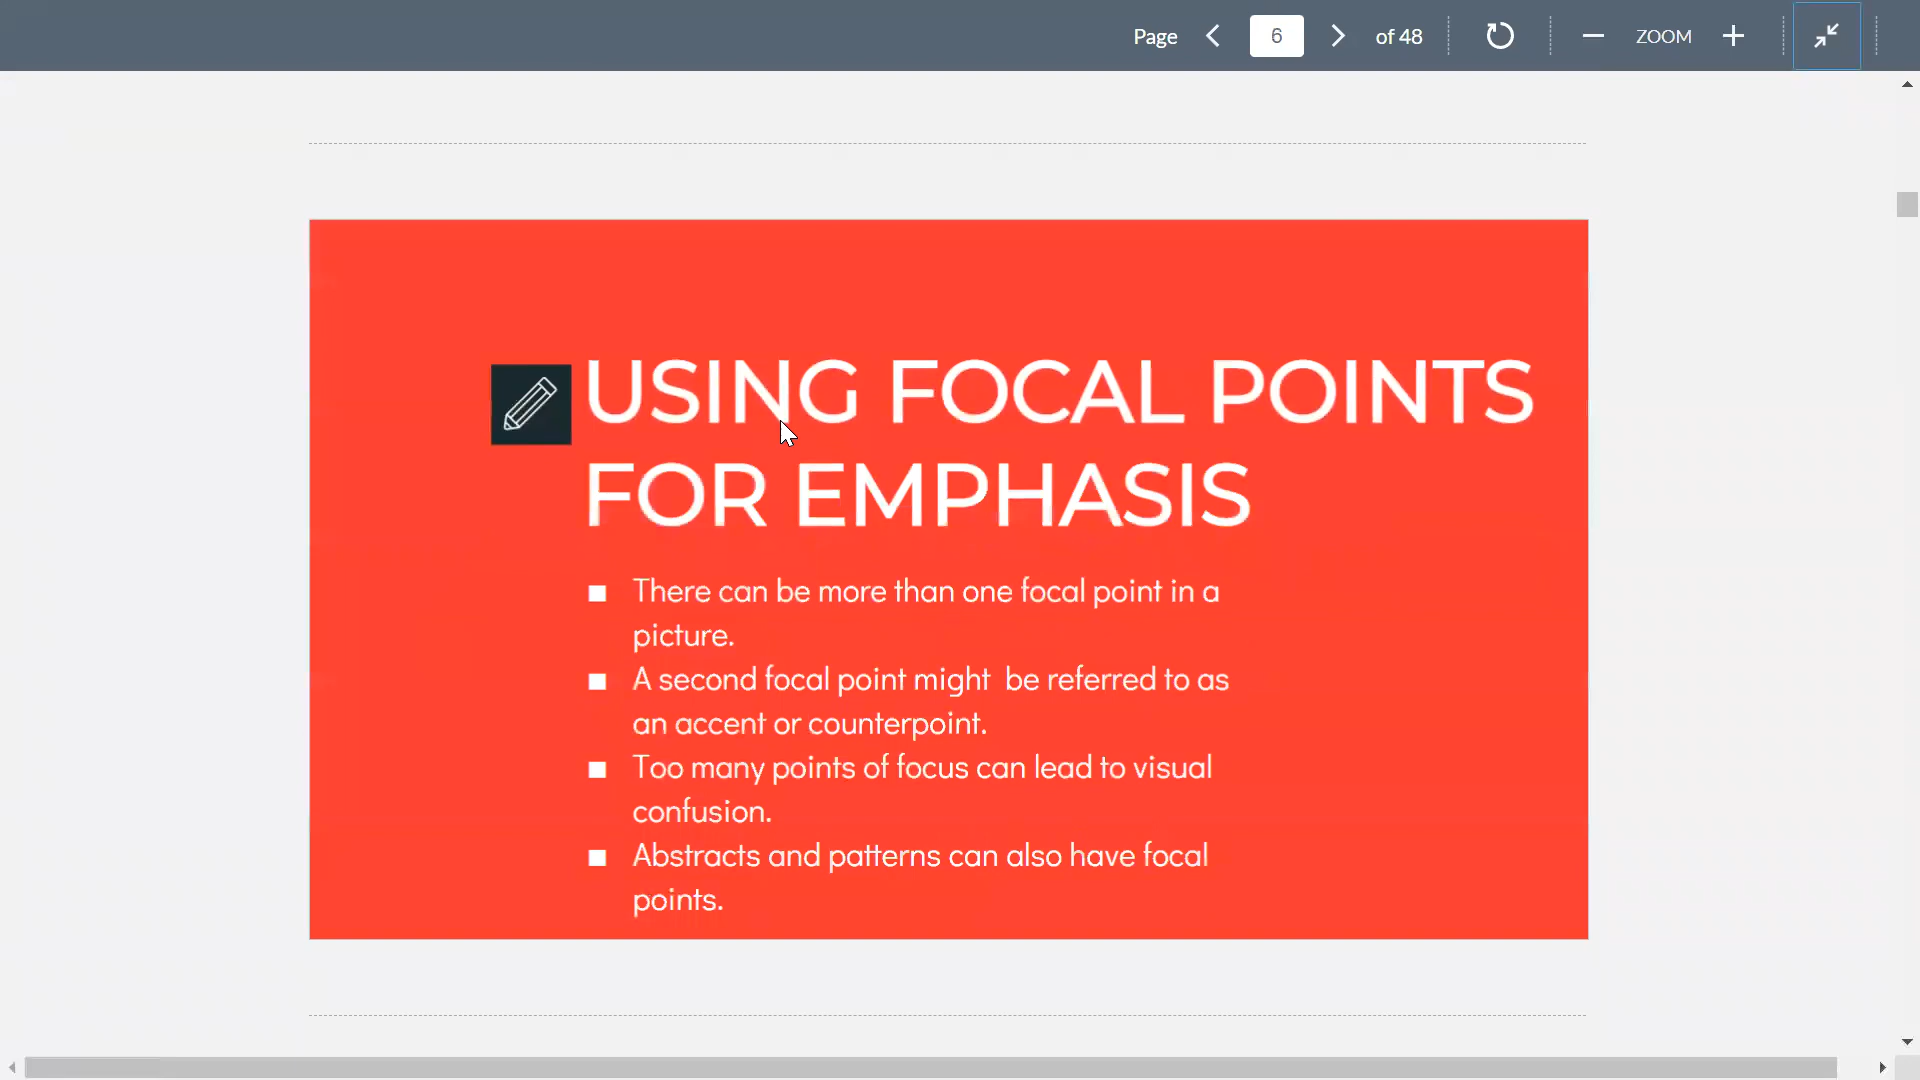 Page 6 of 48 ZOOM
USING FOCAL POINTS
FOR EMPHASIS
■ There can be more than one focal point in a
picture.
■ A second focal point might  be referred to as
an accent or counterpoint.
■ Too many points of focus can lead to visual
confusion.
■ Abstracts and patterns can also have focal
points.